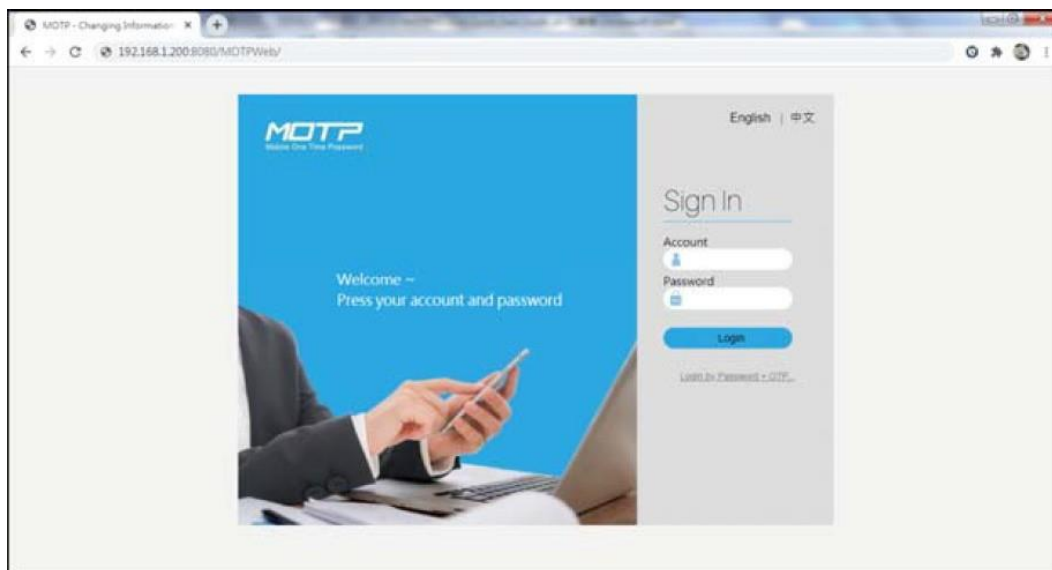 MOTP - Changing Information
192.168.1.200:8080/MOTPWeb/
MOTP
Mobile One Time Password
English | 中文
Sign In
Account
Password
Login
Login by Password + OTP...
Welcome ~
Press your account and password